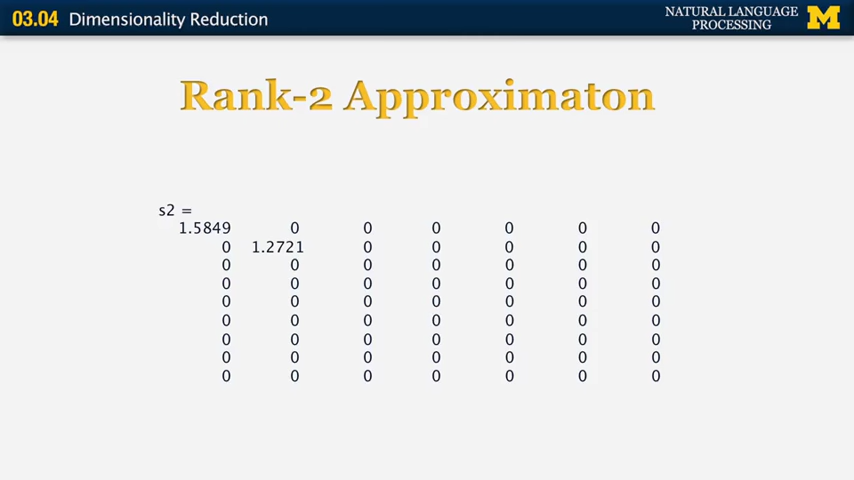 03.04 Dimensionality Reduction
NATURAL LANGUAGE
PROCESSING
M
Rank-2 Approximaton
s2 =
1.5849 0 0 0 0 0 0
0 1.2721 0 0 0 0 0
0 0 0 0 0 0 0
0 0 0 0 0 0 0
0 0 0 0 0 0 0
0 0 0 0 0 0 0
0 0 0 0 0 0 0
0 0 0 0 0 0 0
0 0 0 0 0 0 0